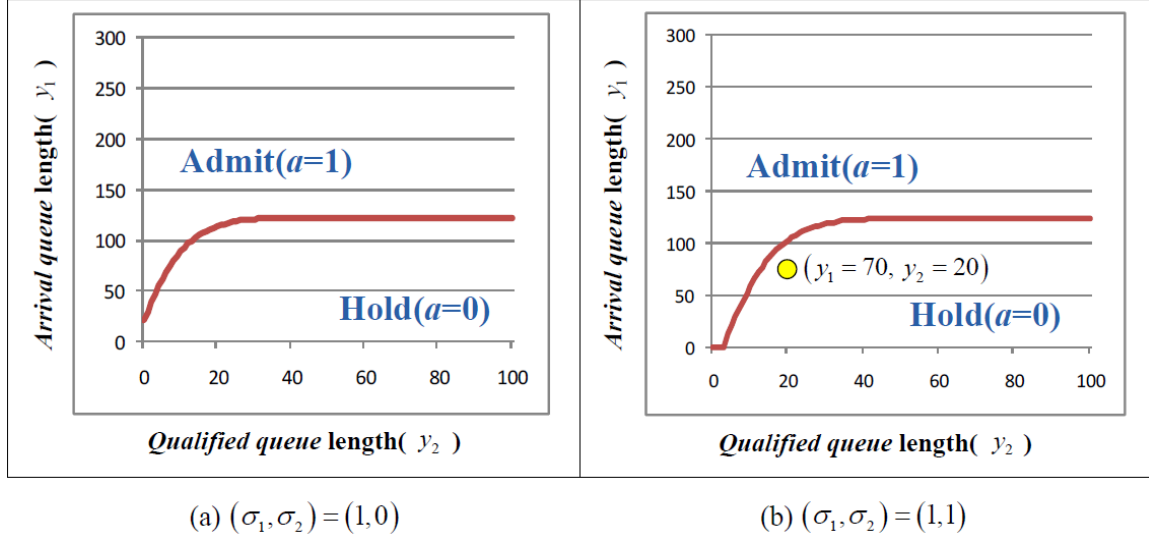 Arrival queue length( y₁ )
300
250
200
150
100
50
0
Admit(a=1)
Hold(a=0)
0 20 40 60 80 100
Qualified queue length( y₂ )
(a) (σ₁,σ₂)=(1,0)
Arrival queue length( y₁ )
300
250
200
150
100
50
0
Admit(a=1)
(y₁ = 70, y₂ = 20)
Hold(a=0)
0 20 40 60 80 100
Qualified queue length( y₂ )
(b) (σ₁,σ₂)=(1,1)